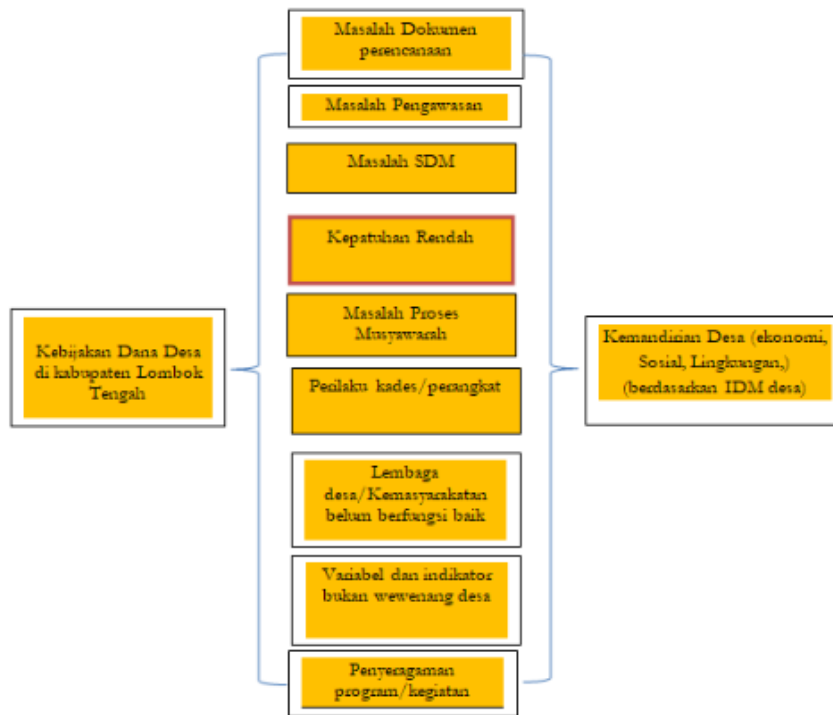 Masalah Dokumen
perencanaan
Masalah Pengawasan
Masalah SDM
Kepatuhan Rendah
Masalah Proses
Musyawarah
Perilaku kades/perangkat
Lembaga
desa/Kemasyarakatan
belum berfungsi baik
Variabel dan indikator
bukan wewenang desa
Penyeragaman
program/kegiatan
Kebijakan Dana Desa
di kabupaten Lombok
Tengah
Kemandirian Desa (ekonomi,
Sosial, Lingkungan,)
(berdasarkan IDM desa)